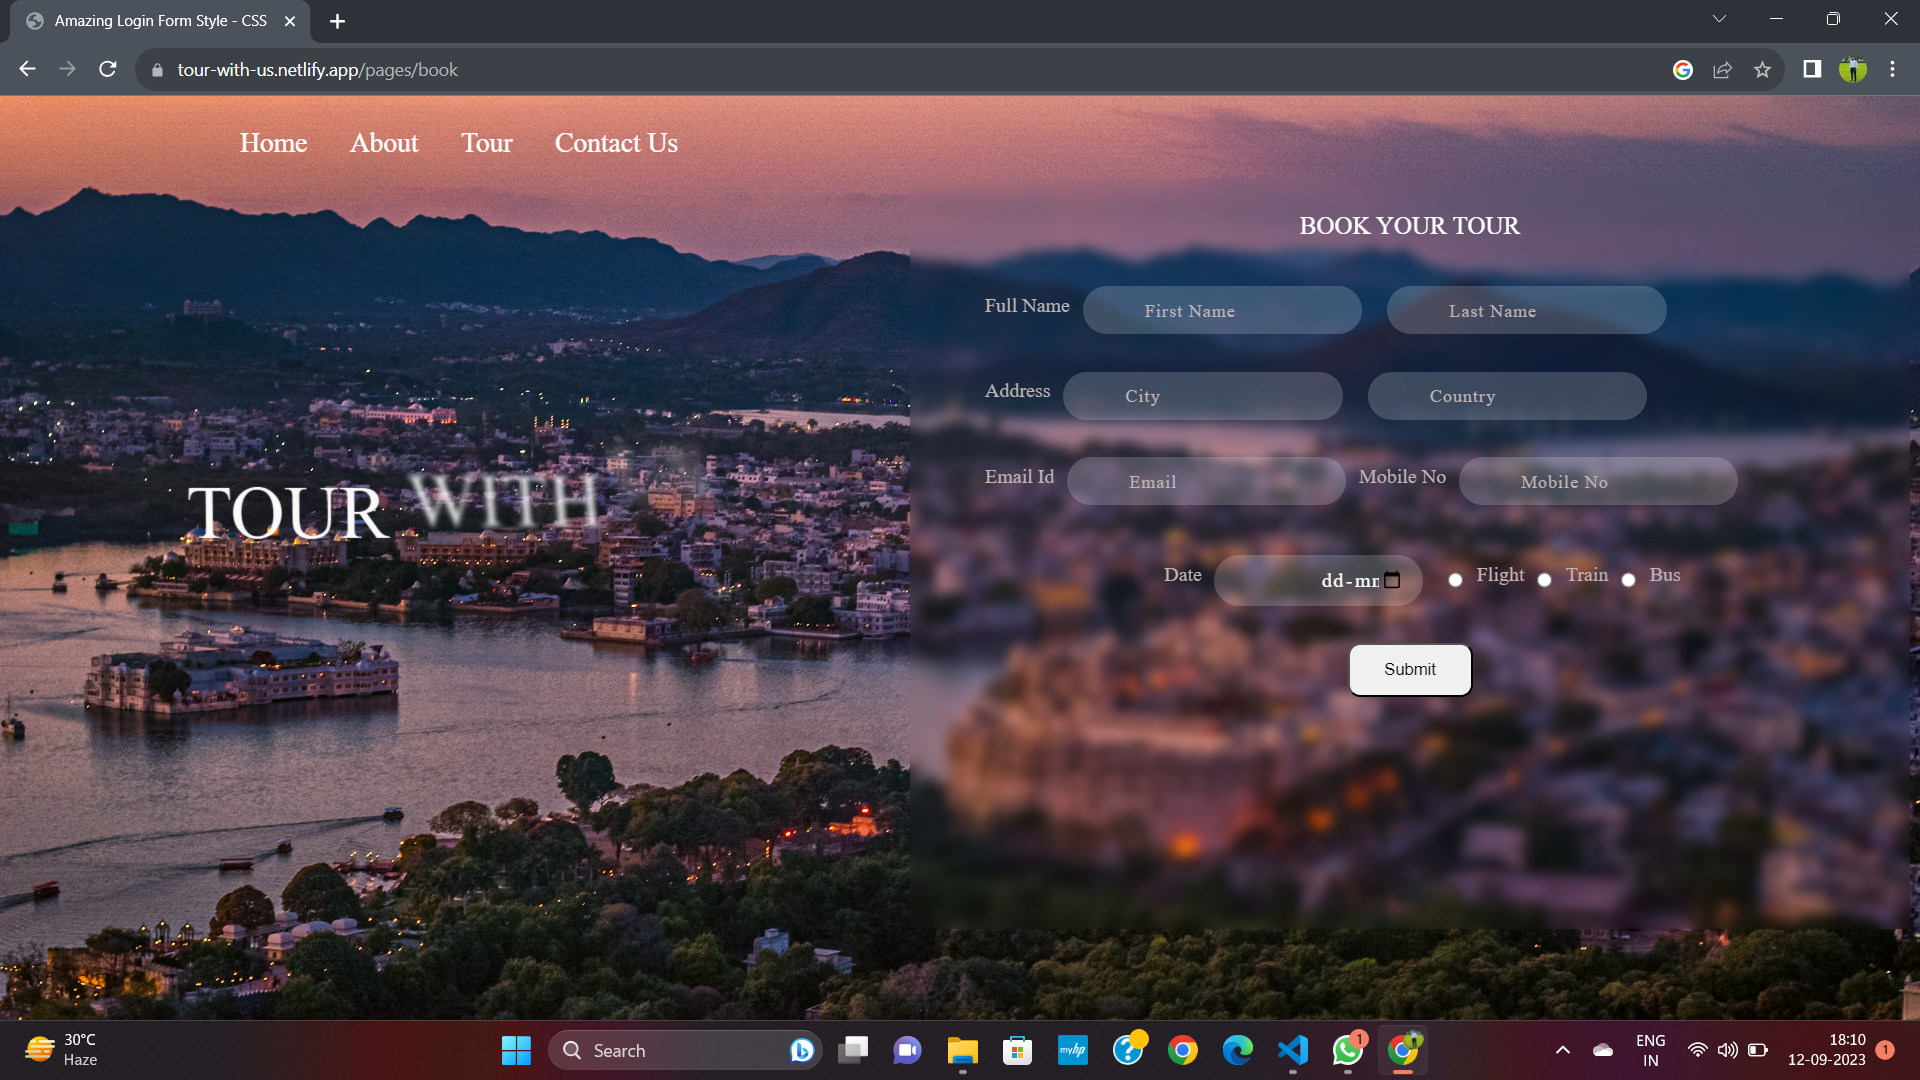 Amazing Login Form Style - CSS
tour-with-us.netlify.app/pages/book
Home About Tour Contact Us
BOOK YOUR TOUR
Full Name First Name Last Name
Address City Country
Email Id Email Mobile No Mobile No
TOUR WITH
Date dd-mm Flight Train Bus
Submit
30°C
Haze
Search
myhp
1
ENG
IN
18:10
12-09-2023
1